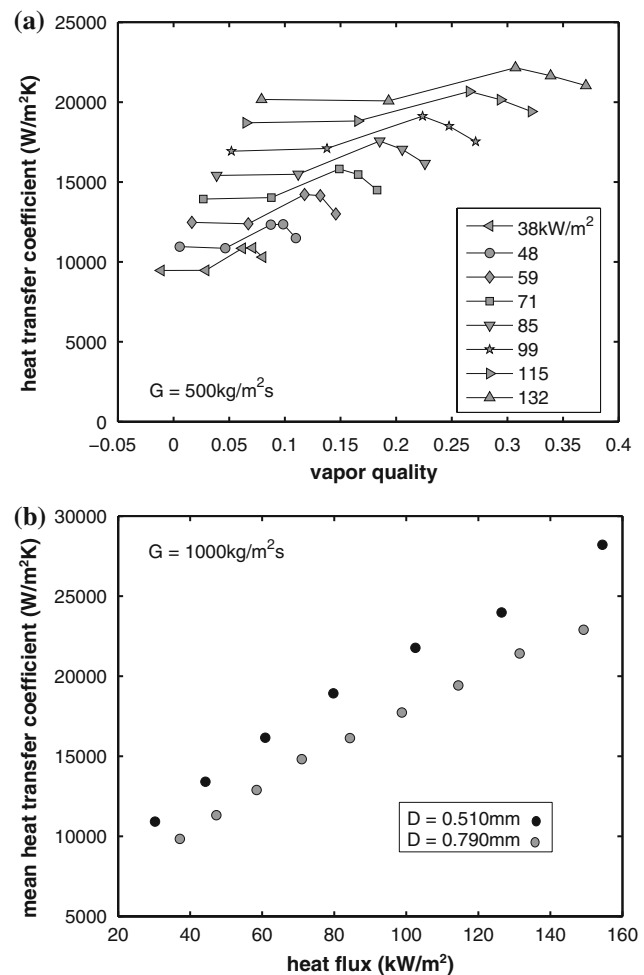 (a)
25000
20000
15000
10000
5000
0
heat transfer coefficient (W/m²K)
G = 500kg/m²s
38kW/m²
48
59
71
85
99
115
132
−0.05 0 0.05 0.1 0.15 0.2 0.25 0.3 0.35 0.4
vapor quality
(b)
30000
25000
20000
15000
10000
5000
mean heat transfer coefficient (W/m²K)
G = 1000kg/m²s
D = 0.510mm
D = 0.790mm
20 40 60 80 100 120 140 160
heat flux (kW/m²)